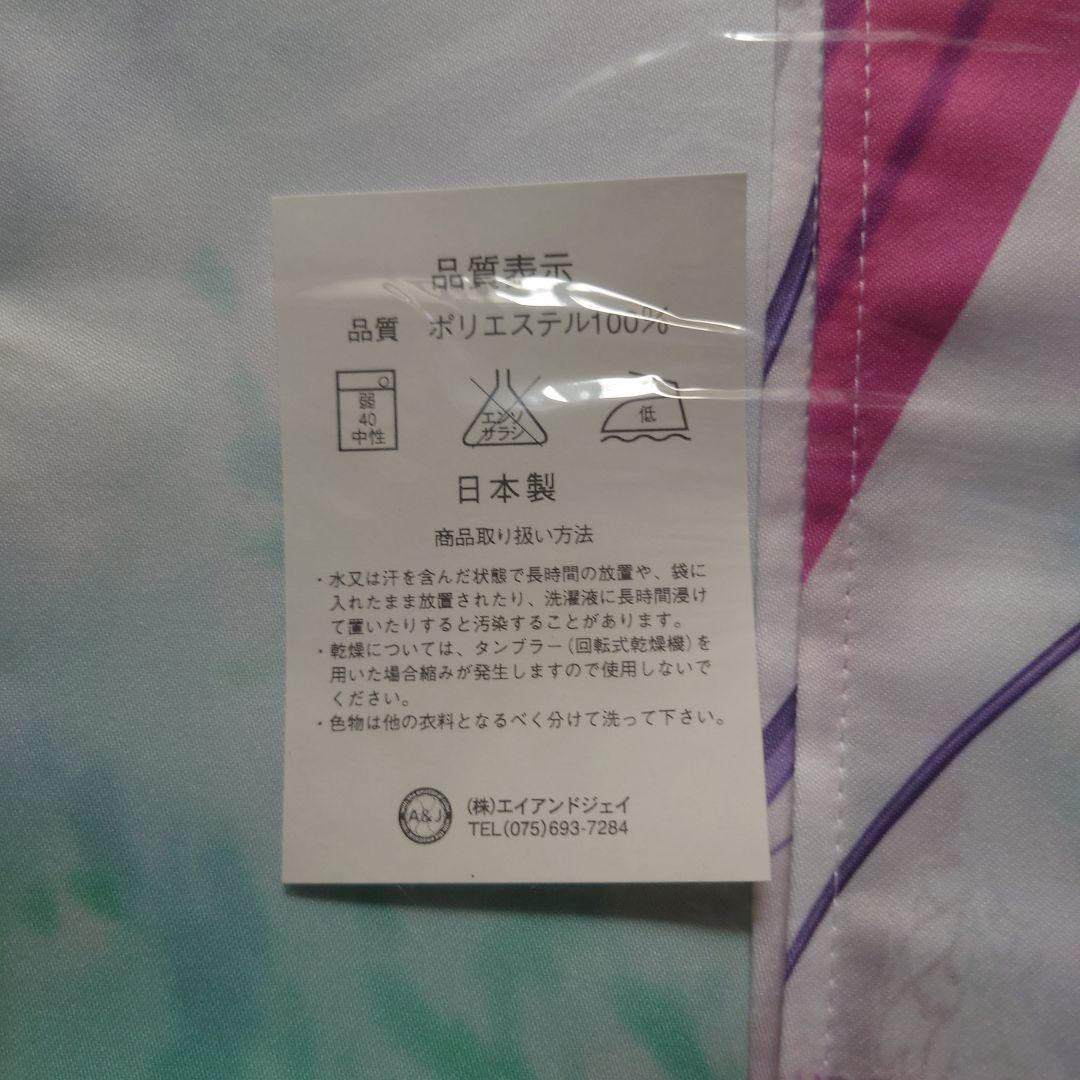 品質表示
品質 ポリエステル100%
弱
40
中性
エンソ
サラシ
低
日本製
商品取り扱い方法
・水又は汗を含んだ状態で長時間の放置や、袋に
入れたまま放置されたり、洗濯液に長時間浸け
て置いたりすると汚染することがあります。
・乾燥については、タンブラー(回転式乾燥機)を
用いた場合縮みが発生しますので使用しないで
ください。
・色物は他の衣料となるべく分けて洗って下さい。
A&J
(株)エイアンドジェイ
TEL(075)693-7284